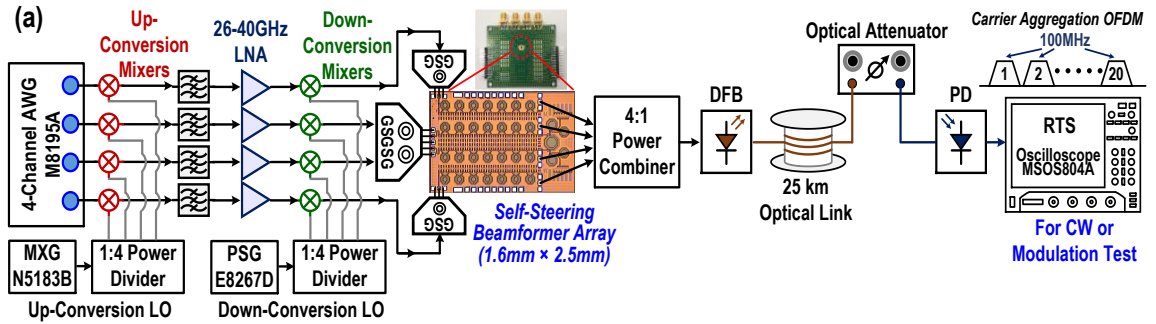 (a)
Up-
Conversion
Mixers
26-40GHz
LNA
Down-
Conversion
Mixers
4-Channel AWG
M8195A
GSG
GSGSG
GSG
MXG
N5183B
1:4 Power
Divider
Up-Conversion LO
PSG
E8267D
1:4 Power
Divider
Down-Conversion LO
Self-Steering
Beamformer Array
(1.6mm × 2.5mm)
4:1
Power
Combiner
DFB
25 km
Optical Link
Optical Attenuator
PD
Carrier Aggregation OFDM
100MHz
1 2 20
RTS
Oscilloscope
MSOS804A
For CW or
Modulation Test